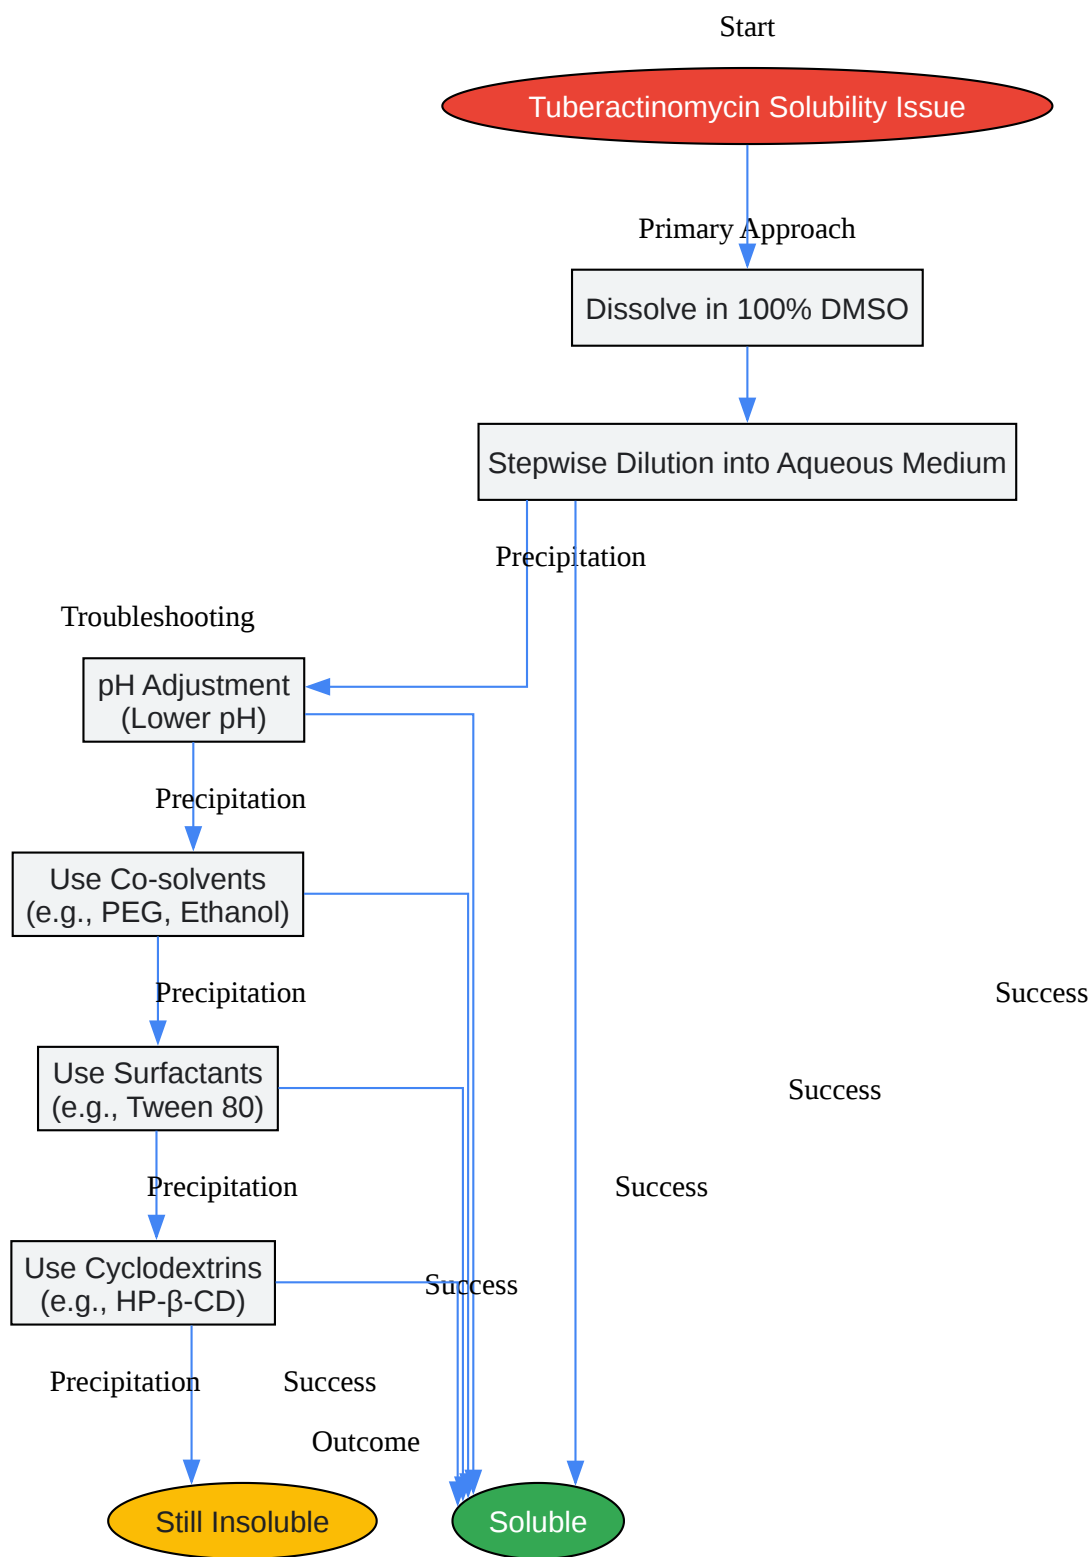 Start
Tuberactinomycin Solubility Issue
Primary Approach
Dissolve in 100% DMSO
Stepwise Dilution into Aqueous Medium
Precipitation
Troubleshooting
pH Adjustment
(Lower pH)
Precipitation
Use Co-solvents
(e.g., PEG, Ethanol)
Precipitation
Success
Use Surfactants
(e.g., Tween 80)
Success
Precipitation
Success
Use Cyclodextrins
(e.g., HP-β-CD)
Success
Precipitation
Success
Outcome
Still Insoluble
Soluble